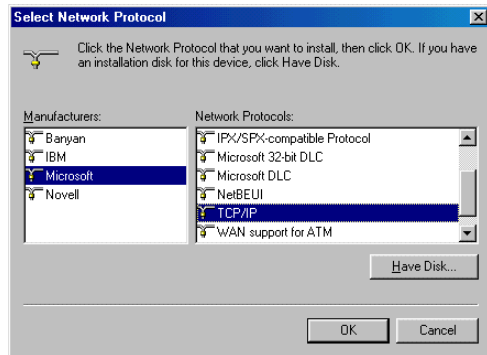 Select Network Protocol
Click the Network Protocol that you want to install, then click OK. If you have
an installation disk for this device, click Have Disk.
Manufacturers:
Banyan
IBM
Microsoft
Novell
Network Protocols:
IPX/SPX-compatible Protocol
Microsoft 32-bit DLC
Microsoft DLC
NetBEUI
TCP/IP
WAN support for ATM
Have Disk...
OK
Cancel